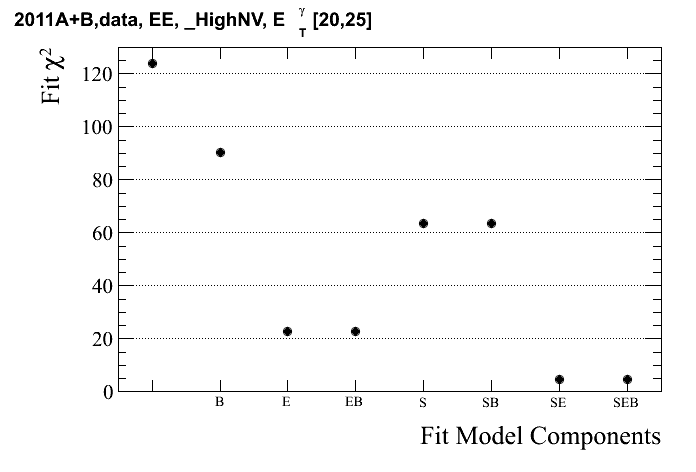 2011A+B,data, EE, _HighNV, E γ T [20,25]
Fit χ²
120
100
80
60
40
20
0
B E EB S SB SE SEB
Fit Model Components